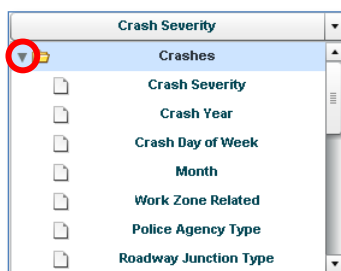 Crash Severity
Crashes
Crash Severity
Crash Year
Crash Day of Week
Month
Work Zone Related
Police Agency Type
Roadway Junction Type